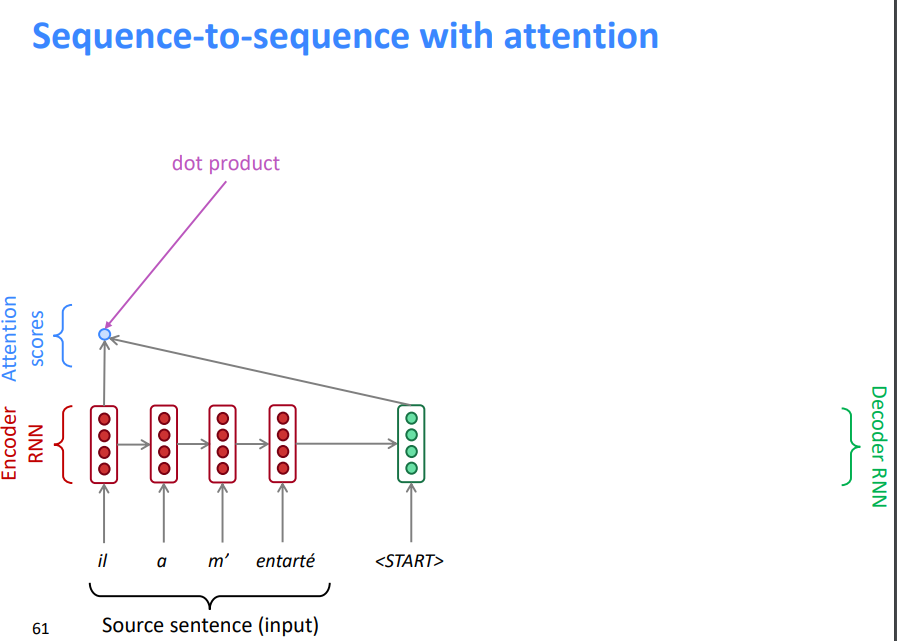 Sequence-to-sequence with attention
dot product
Attention
scores
Encoder
RNN
Decoder RNN
il a m’ entarté <START>
Source sentence (input)
61